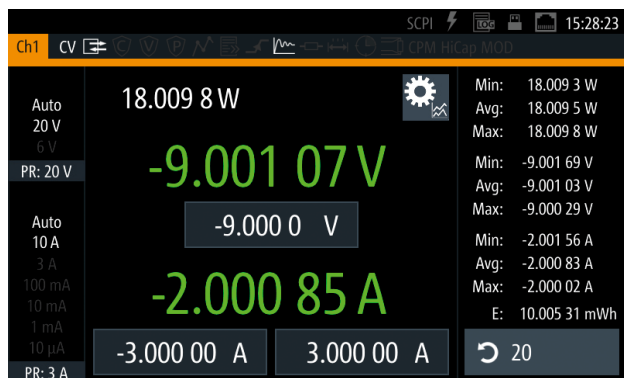 SCPI LOG 15:28:23
Ch1 CV C V P CPM HiCap MOD
Auto
20 V
6 V
PR: 20 V
Auto
10 A
3 A
100 mA
10 mA
1 mA
10 µA
PR: 3 A
18.009 8 W
-9.001 07 V
-9.000 0 V
-2.000 85 A
-3.000 00 A 3.000 00 A
Min: 18.009 3 W
Avg: 18.009 5 W
Max: 18.009 8 W
Min: -9.001 69 V
Avg: -9.001 03 V
Max: -9.000 29 V
Min: -2.001 56 A
Avg: -2.000 83 A
Max: -2.000 02 A
E: 10.005 31 mWh
20